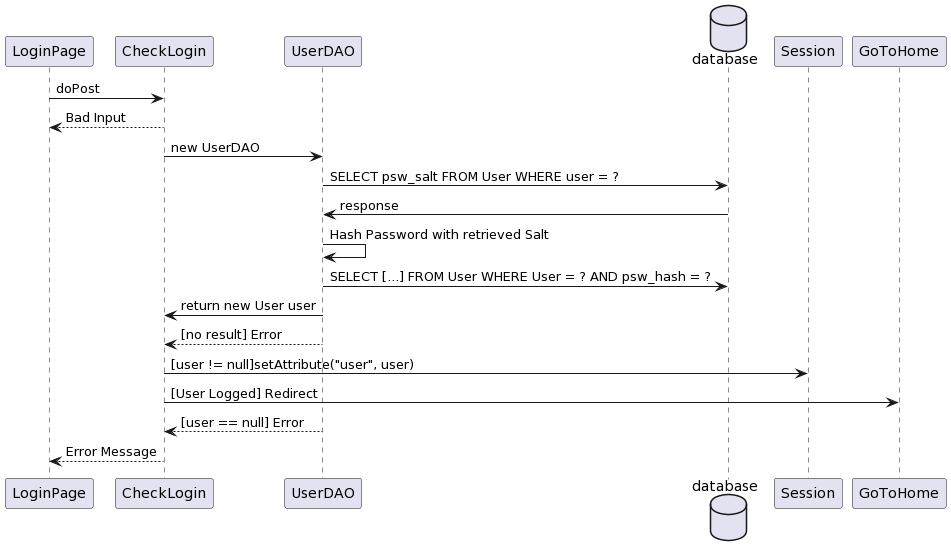 database
LoginPage CheckLogin UserDAO Session GoToHome
doPost
Bad Input
new UserDAO
SELECT psw_salt FROM User WHERE user = ?
response
Hash Password with retrieved Salt
SELECT [...] FROM User WHERE User = ? AND psw_hash = ?
return new User user
[no result] Error
[user != null]setAttribute("user", user)
[User Logged] Redirect
[user == null] Error
Error Message
LoginPage CheckLogin UserDAO database Session GoToHome